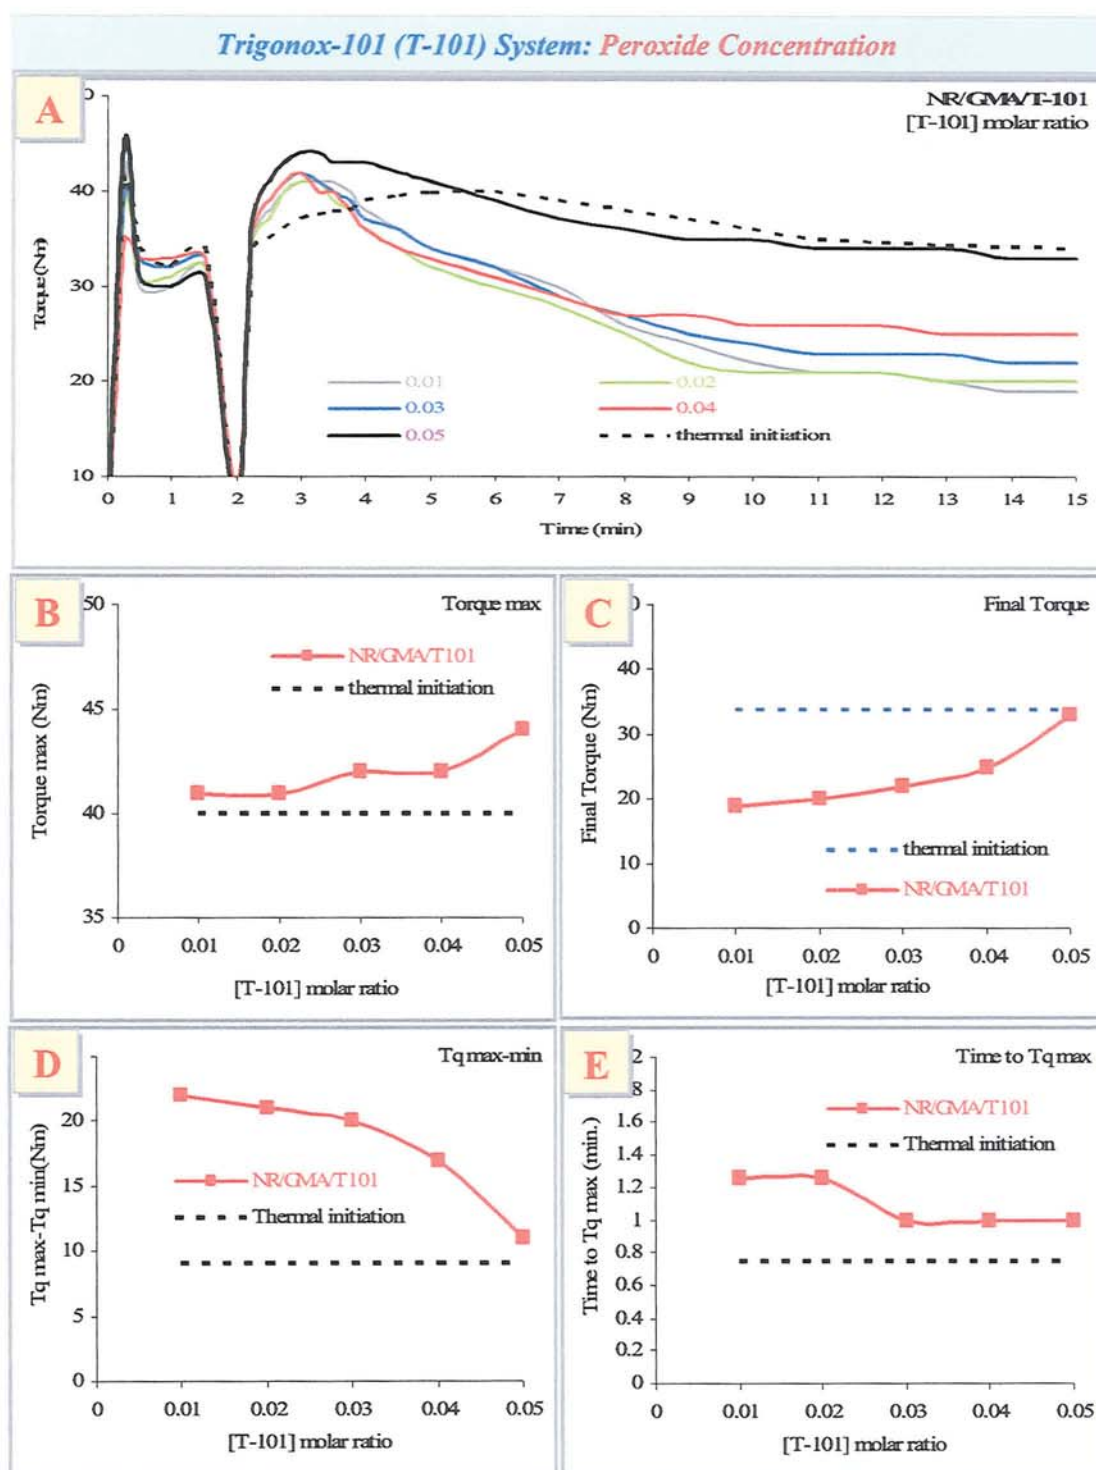 Trigonox-101 (T-101) System: Peroxide Concentration
A
NR/GMA/T-101
[T-101] molar ratio
40
30
20
10
Torque (Nm)
0.01
0.02
0.03
0.04
0.05
thermal initiation
0 1 2 3 4 5 6 7 8 9 10 11 12 13 14 15
Time (min)
B
Torque max
50
45
40
35
Torque max (Nm)
NR/GMA/T101
thermal initiation
0 0.01 0.02 0.03 0.04 0.05
[T-101] molar ratio
C
Final Torque
40
30
20
10
0
Final Torque (Nm)
thermal initiation
NR/GMA/T101
0 0.01 0.02 0.03 0.04 0.05
[T-101] molar ratio
D
Tq max-min
20
15
10
5
0
Tq max-Tq min(Nm)
NR/GMA/T101
Thermal initiation
0 0.01 0.02 0.03 0.04 0.05
[T-101] molar ratio
E
Time to Tq max
2
1.6
1.4
1.2
1
0.8
0.6
0.4
0.2
0
Time to Tq max (min.)
NR/GMA/T101
Thermal initiation
0 0.01 0.02 0.03 0.04 0.05
[T-101] molar ratio